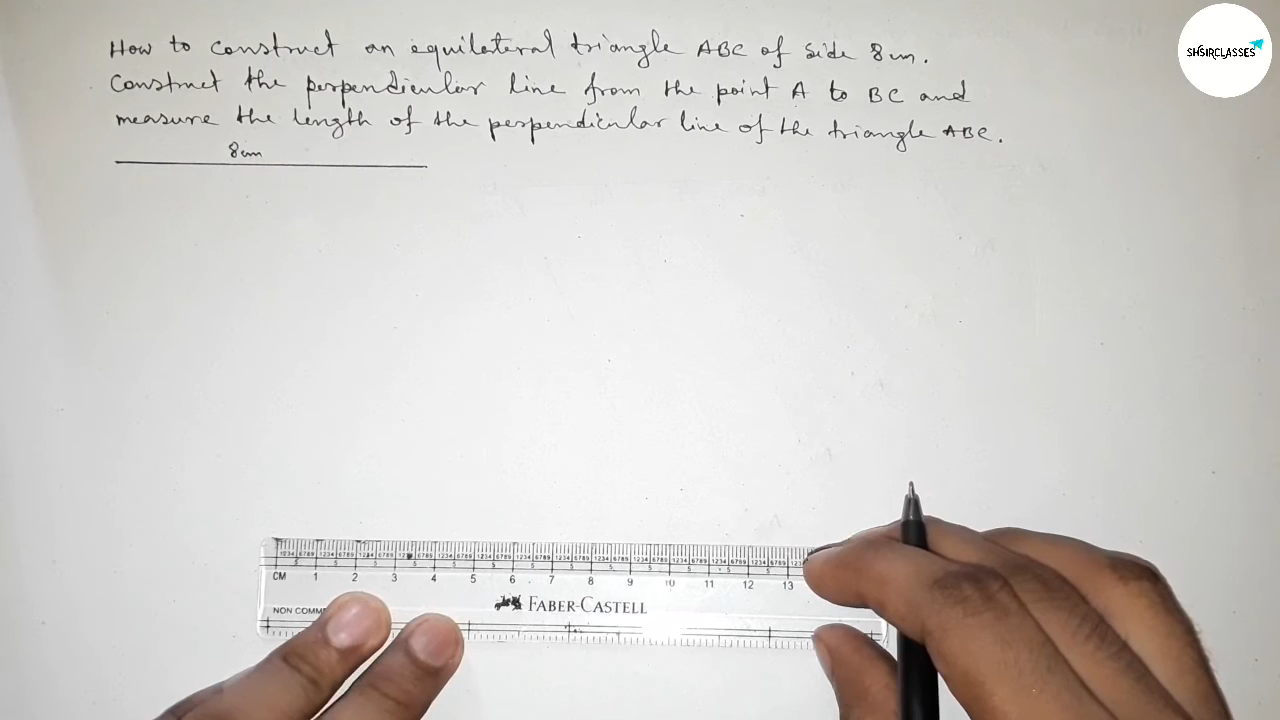 How to construct an equilateral triangle ABC of side 8cm.
Construct the perpendicular line from the point A to BC and
measure the length of the perpendicular line of the triangle ABC.
8cm
SHSIRCLASSES
CM 1 2 3 4 5 6 7 8 9 10 11 12 13
NON COMME
FABER-CASTELL